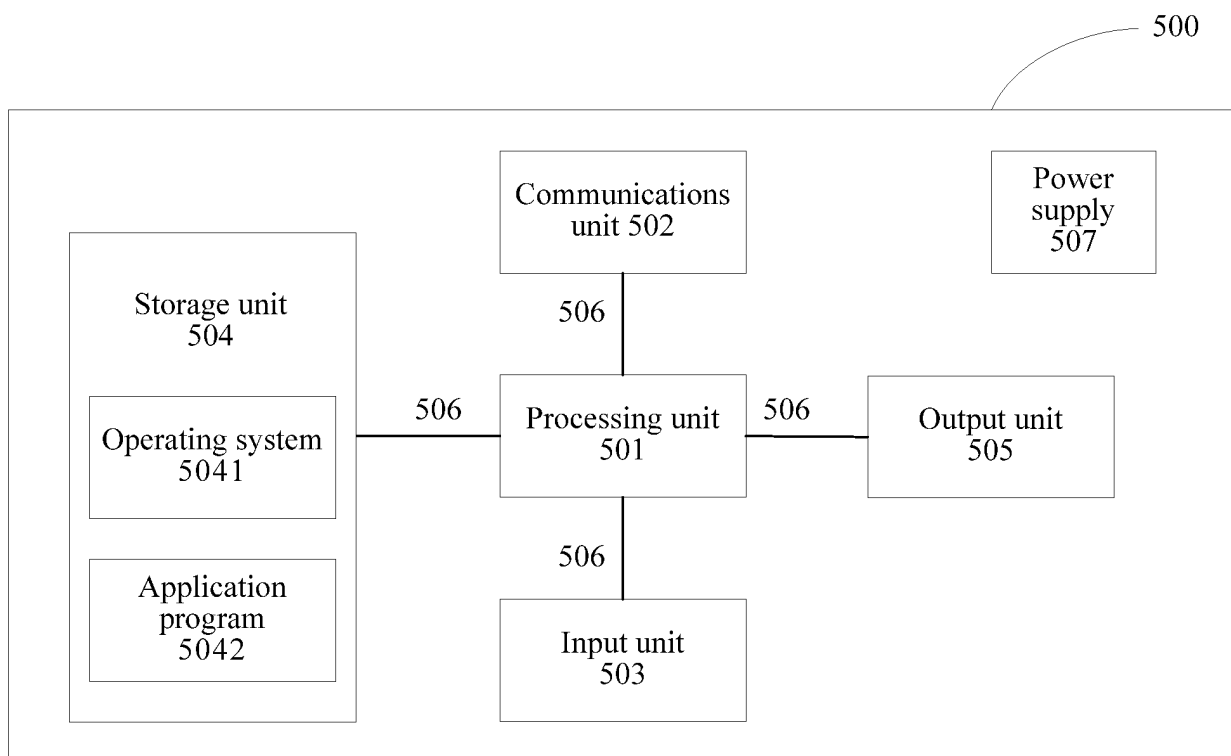 500
Communications
unit 502
Power
supply
507
Storage unit
504
506
Operating system
5041
506
Processing unit
501
506
Output unit
505
506
Application
program
5042
Input unit
503